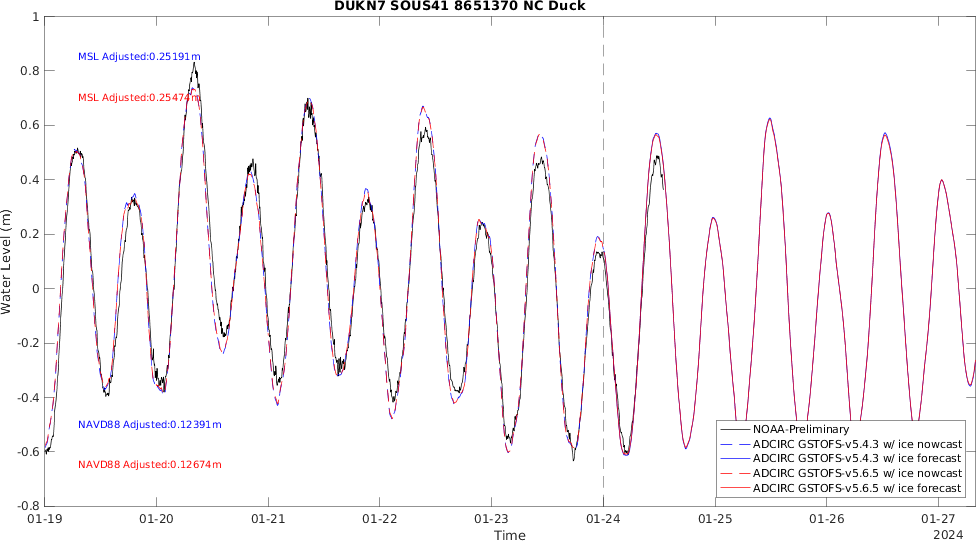 DUKN7 SOUS41 8651370 NC Duck
1
MSL Adjusted:0.25191m
0.8
MSL Adjusted:0.25474m
0.6
0.4
0.2
Water Level (m)
0
-0.2
-0.4
NAVD88 Adjusted:0.12391m
NAVD88 Adjusted:0.12674m
-0.6
-0.8
NOAA-Preliminary
ADCIRC GSTOFS-v5.4.3 w/ ice nowcast
ADCIRC GSTOFS-v5.4.3 w/ ice forecast
ADCIRC GSTOFS-v5.6.5 w/ ice nowcast
ADCIRC GSTOFS-v5.6.5 w/ ice forecast
01-19 01-20 01-21 01-22 01-23 01-24 01-25 01-26 01-27
Time
2024